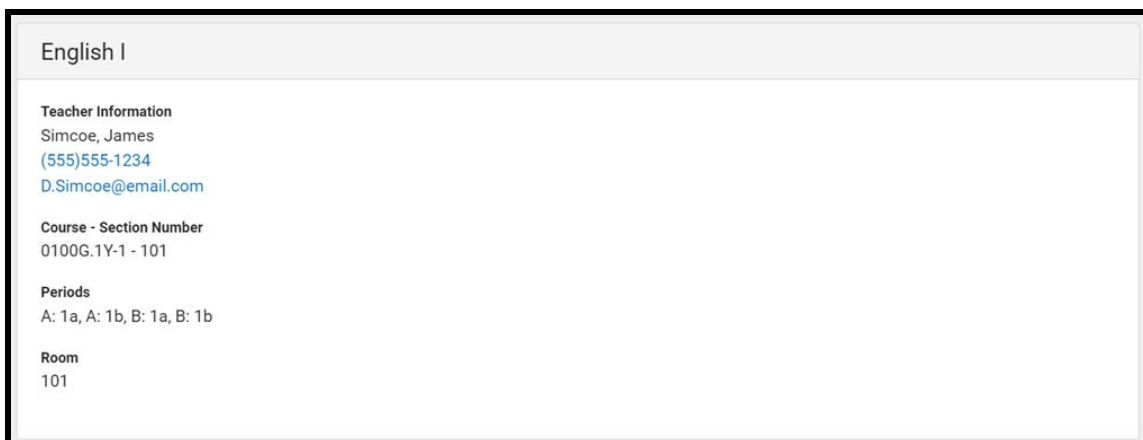 English I
Teacher Information
Simcoe, James
(555)555-1234
D.Simcoe@email.com
Course - Section Number
0100G.1Y-1 - 101
Periods
A: 1a, A: 1b, B: 1a, B: 1b
Room
101